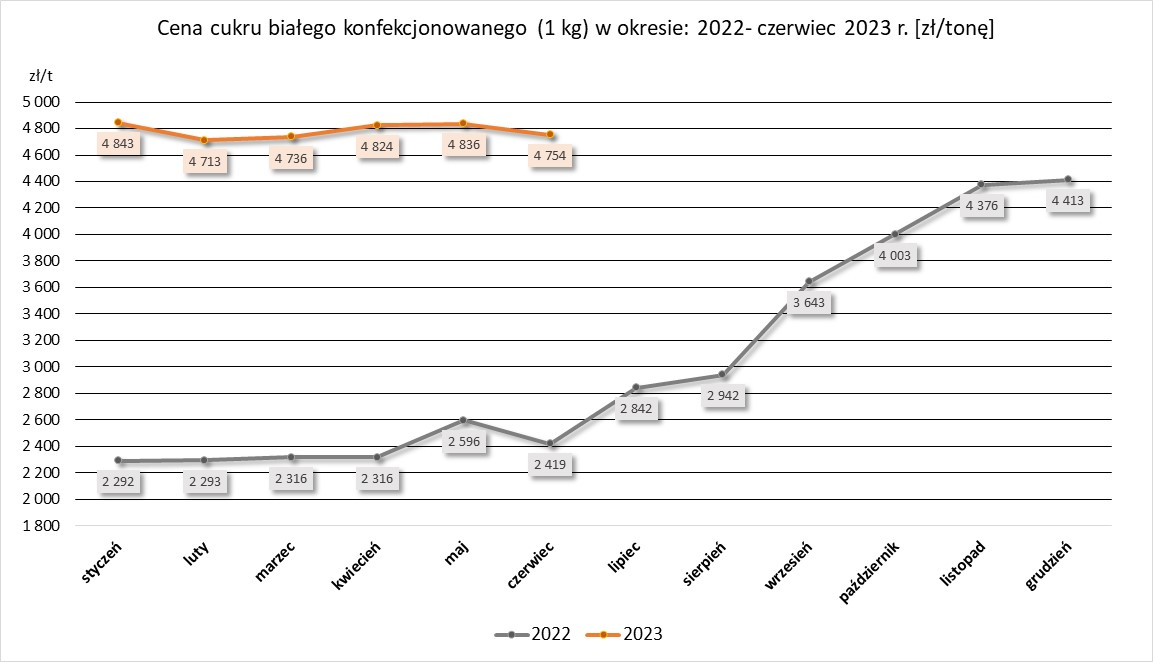 Cena cukru białego konfekcjonowanego (1 kg) w okresie: 2022- czerwiec 2023 r. [zł/tonę]
zł/t
5 000
4 800
4 600
4 400
4 200
4 000
3 800
3 600
3 400
3 200
3 000
2 800
2 600
2 400
2 200
2 000
1 800
4 843
4 713
4 736
4 824
4 836
4 754
2 292
2 293
2 316
2 316
2 596
2 419
2 842
2 942
3 643
4 003
4 376
4 413
styczeń
luty
marzec
kwiecień
maj
czerwiec
lipiec
sierpień
wrzesień
październik
listopad
grudzień
2022
2023